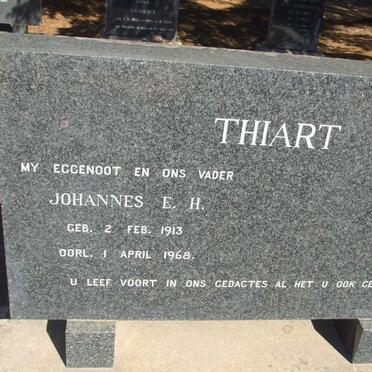 THIART
MY EGGENOOT EN ONS VADER
JOHANNES E. H.
GEB. 2 FEB. 1913
OORL. 1 APRIL 1968.
U LEEF VOORT IN ONS GEDAGTES AL HET U OOK